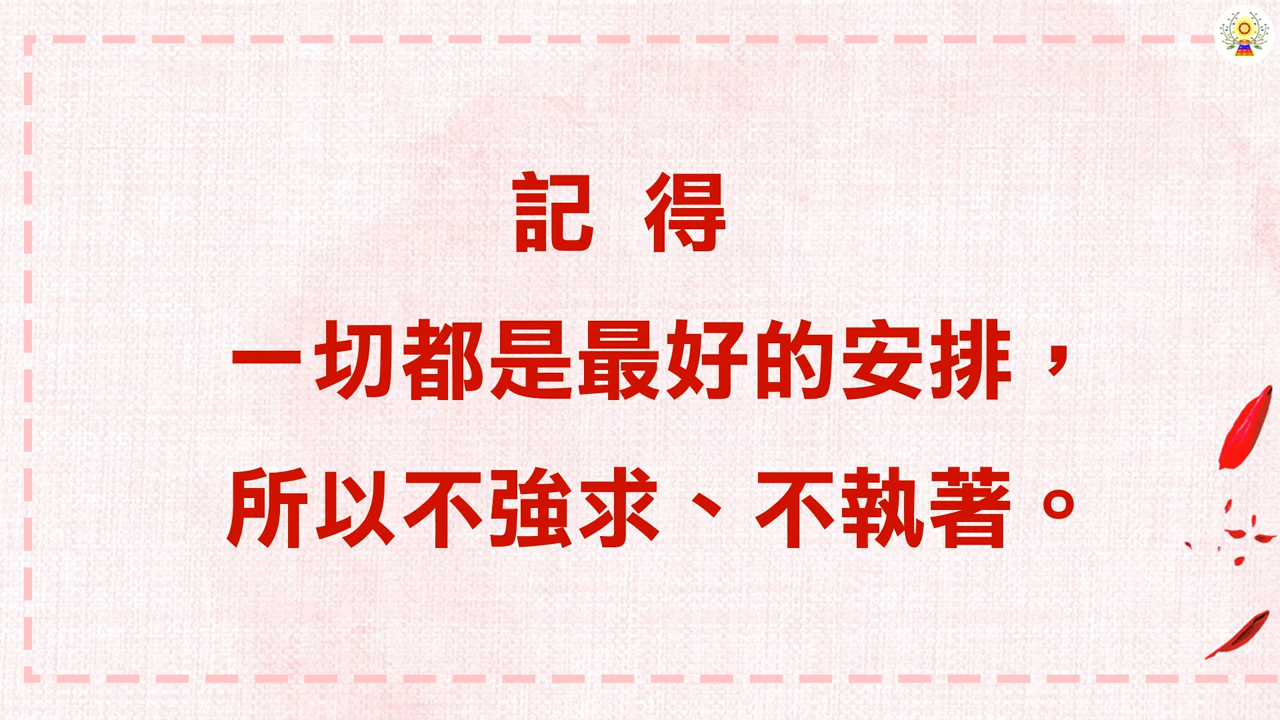 記 得
一切都是最好的安排，
所以不強求、不執著。